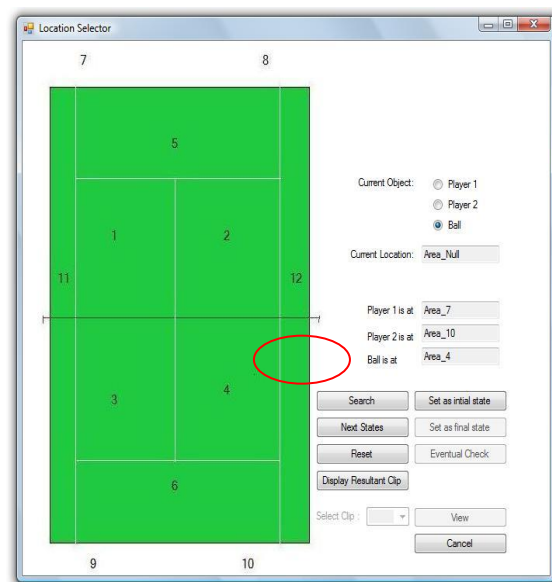 Location Selector
7 8
5
1 2
11 12
3 4
6
9 10
Current Object: Player 1
Player 2
Ball
Current Location: Area_Null
Player 1 is at Area_7
Player 2 is at Area_10
Ball is at Area_4
Search Set as intial state
Next States Set as final state
Reset Eventual Check
Display Resultant Clip
Select Clip : View
Cancel